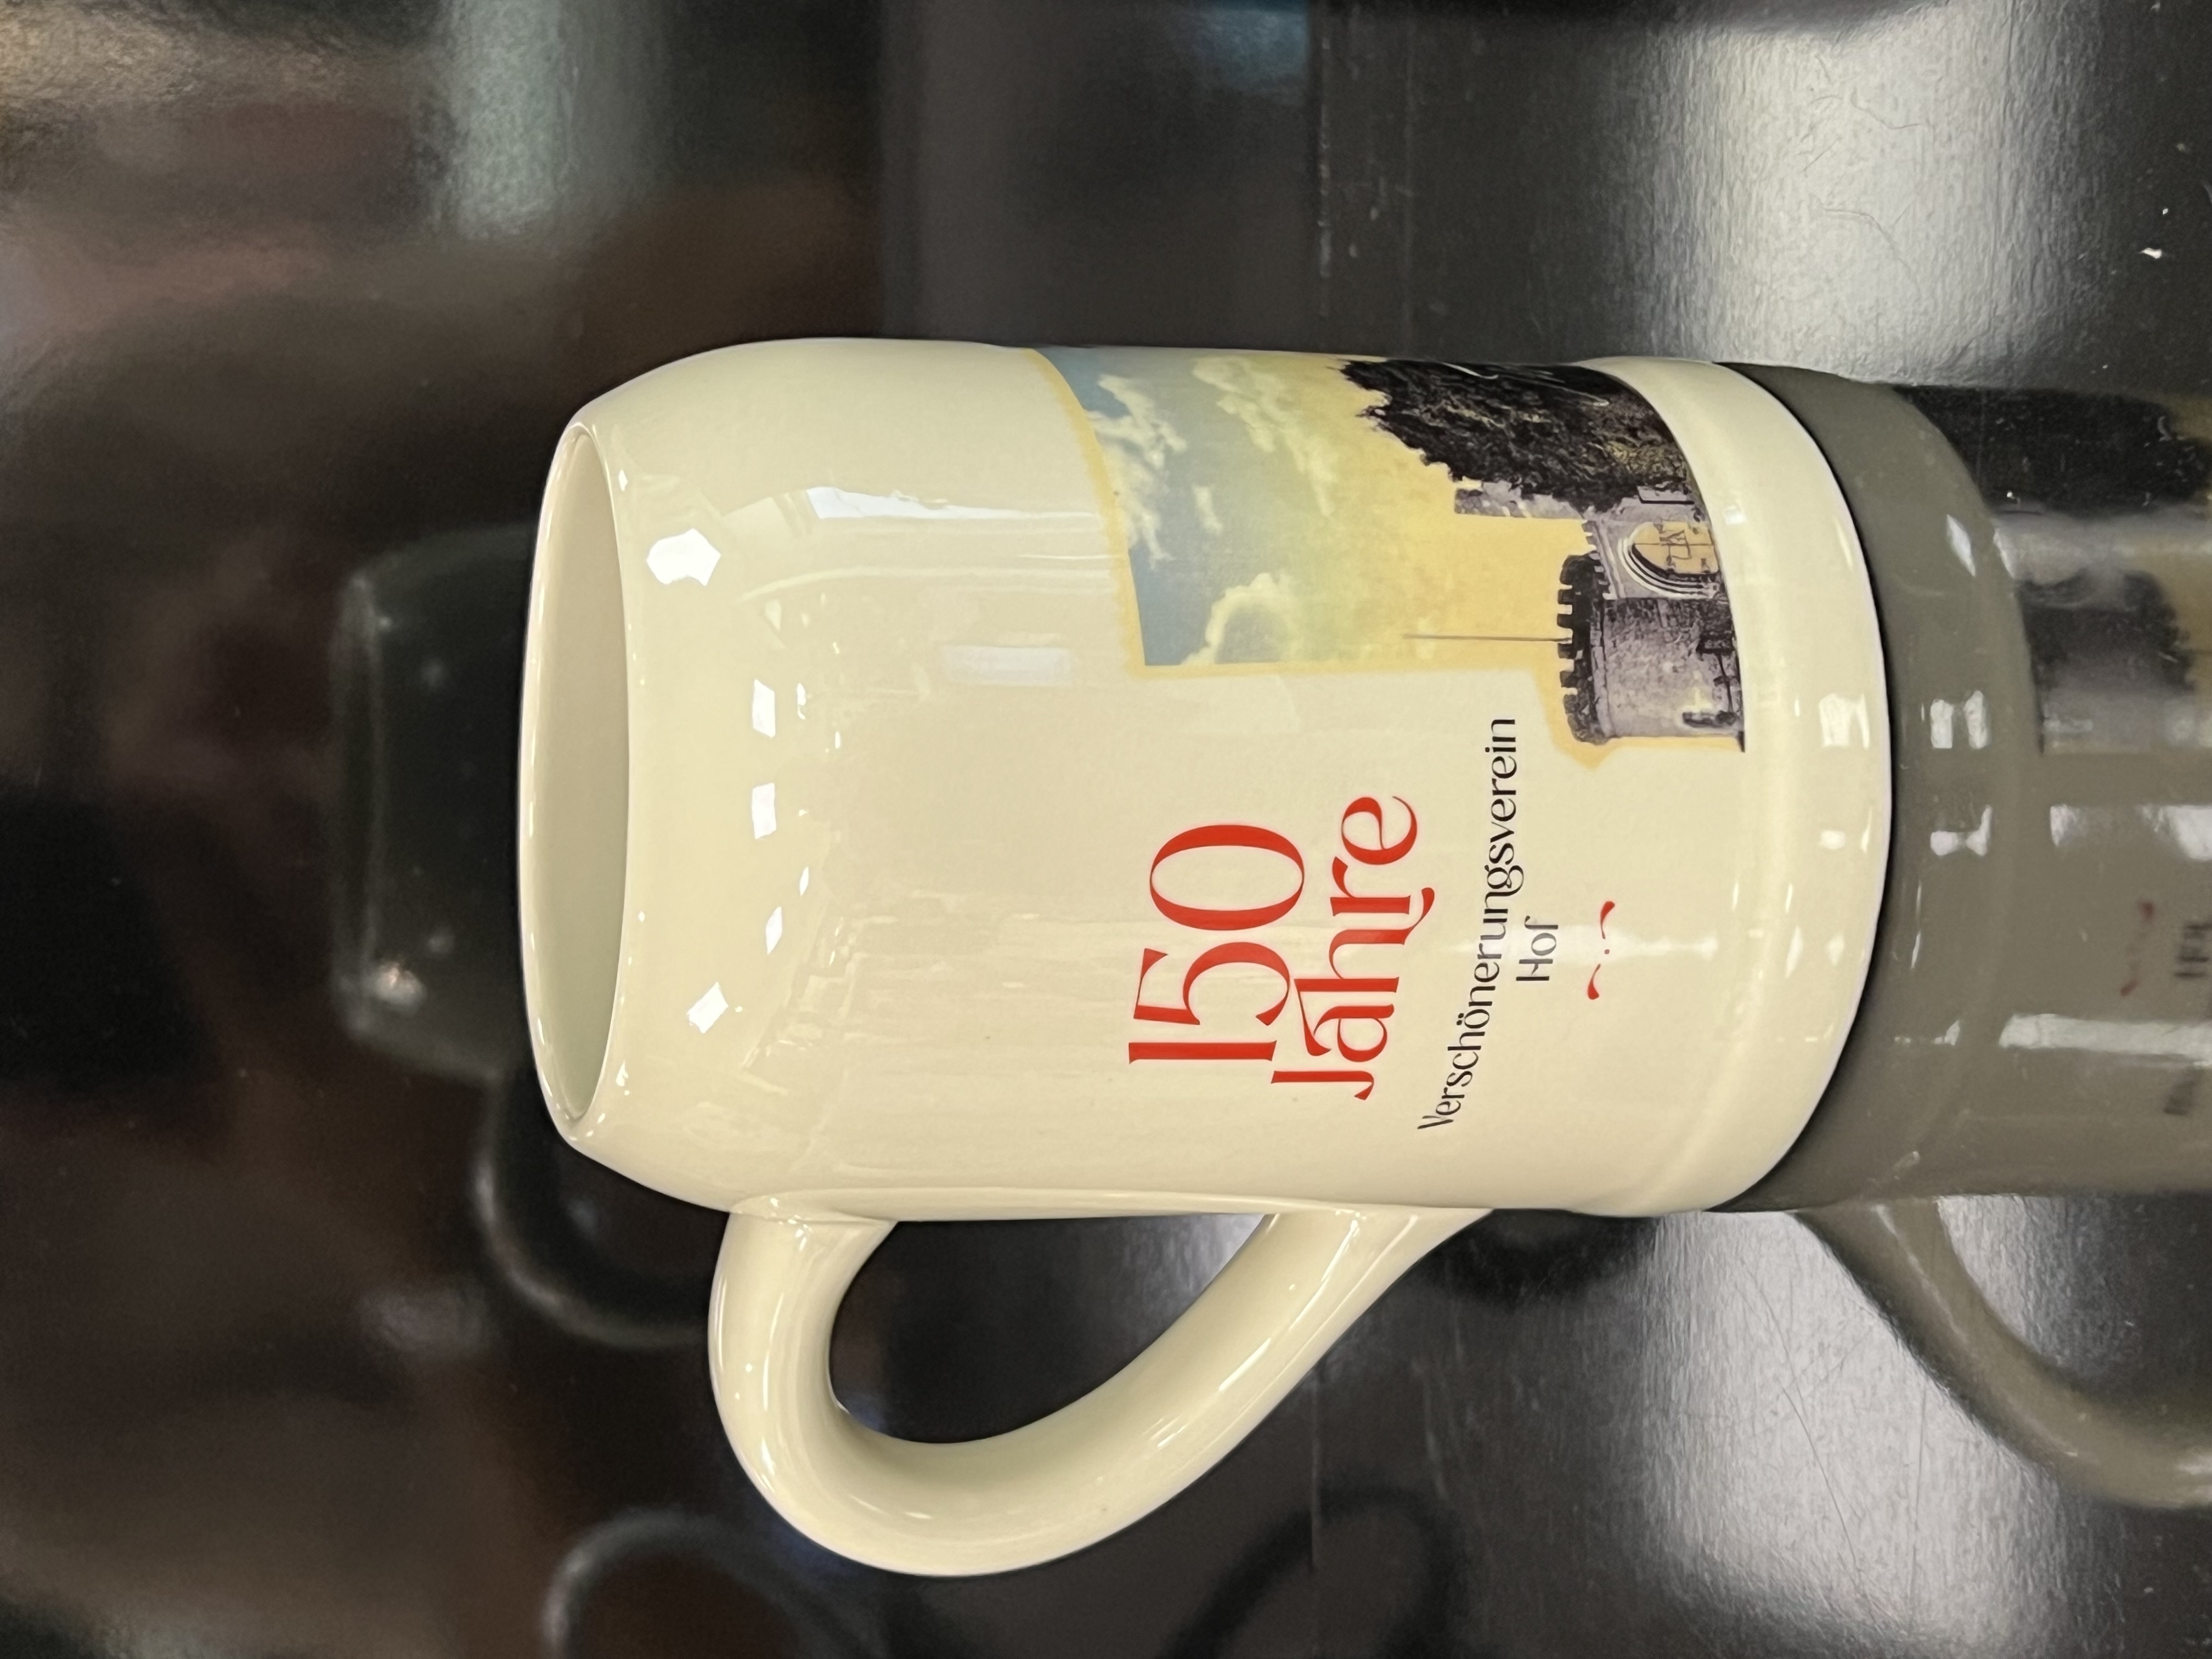 150
Jahre
Verschönerungsverein
Hof